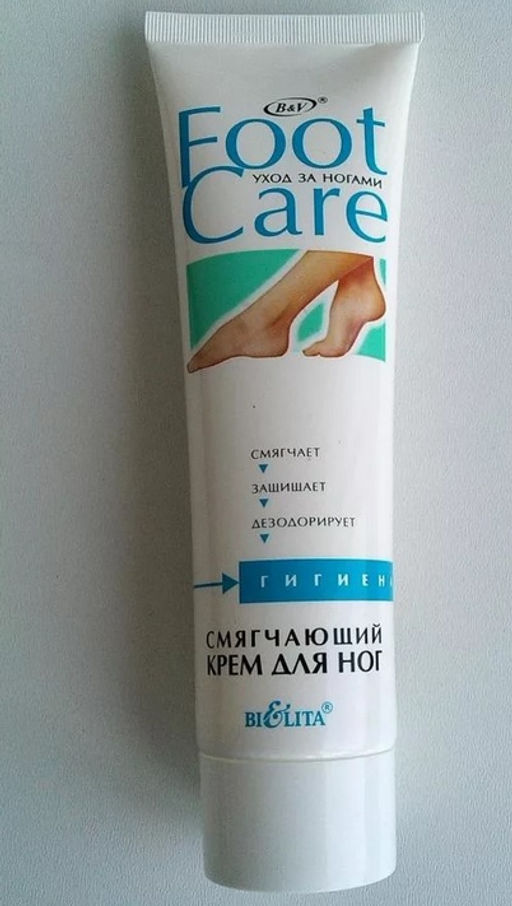 B&V®
Foot
УХОД ЗА НОГАМИ
Care
СМЯГЧАЕТ
ЗАЩИЩАЕТ
ДЕЗОДОРИРУЕТ
ГИГИЕН
СМЯГЧАЮЩИЙ
КРЕМ ДЛЯ НОГ
BIELITA®